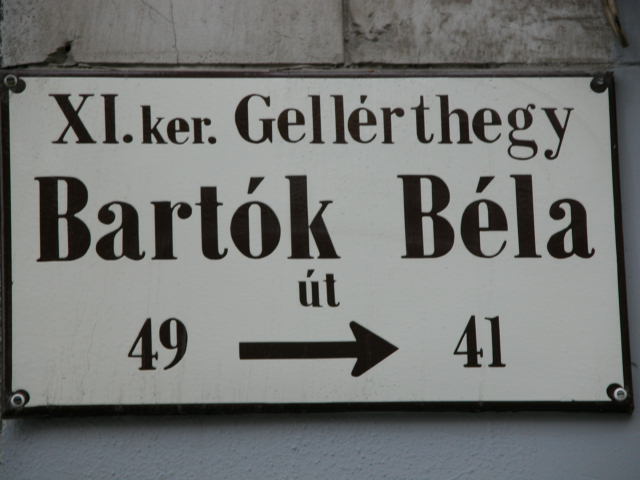 XI. ker. Gellérthegy
Bartók Béla
út
49 → 41